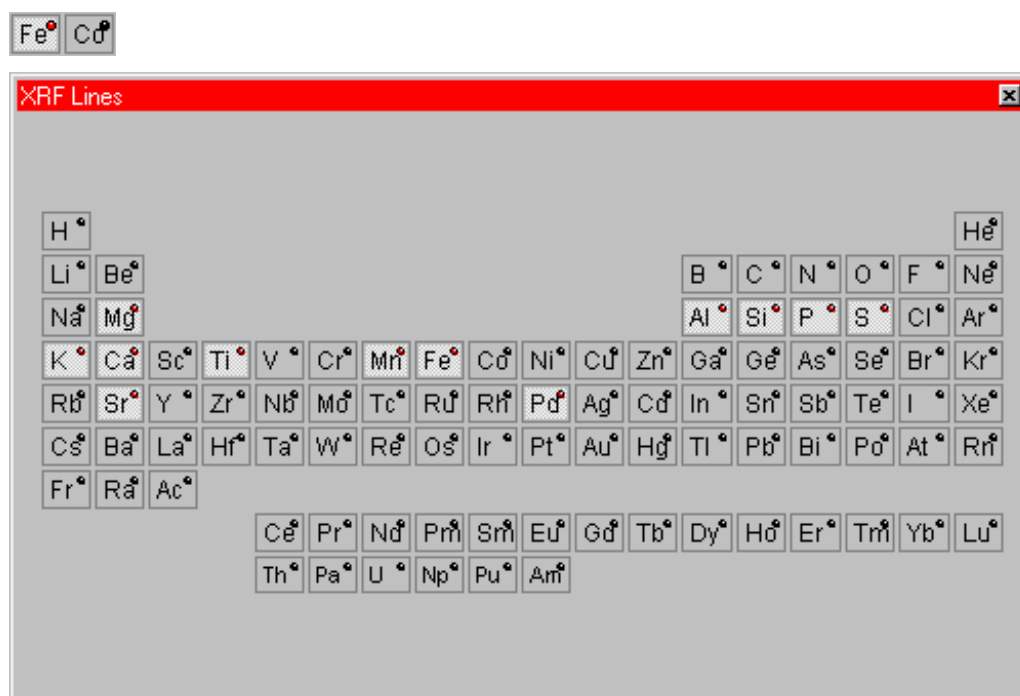 Fe Co
XRF Lines
H He
Li Be B C N O F Ne
Na Mg Al Si P S Cl Ar
K Ca Sc Ti V Cr Mn Fe Co Ni Cu Zn Ga Ge As Se Br Kr
Rb Sr Y Zr Nb Mo Tc Ru Rh Pd Ag Cd In Sn Sb Te I Xe
Cs Ba La Hf Ta W Re Os Ir Pt Au Hg Tl Pb Bi Po At Rn
Fr Ra Ac
Ce Pr Nd Pm Sm Eu Gd Tb Dy Ho Er Tm Yb Lu
Th Pa U Np Pu Am